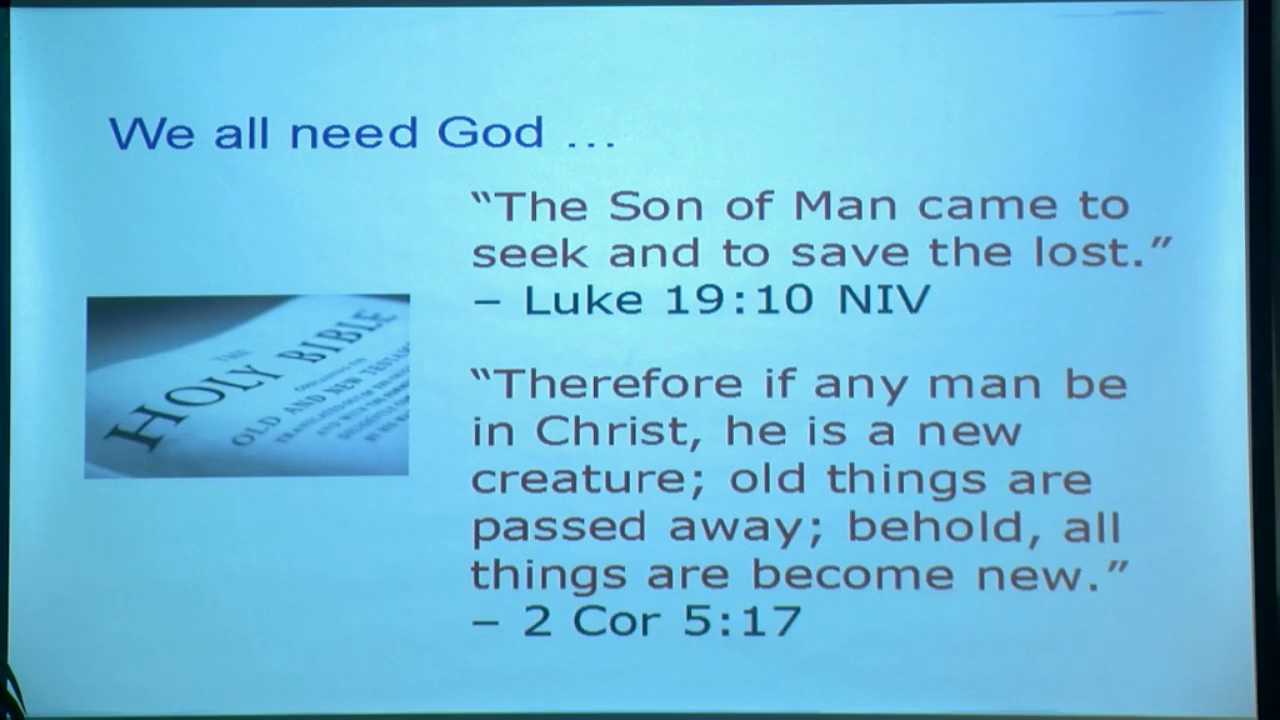 We all need God ...
“The Son of Man came to
seek and to save the lost.”
– Luke 19:10 NIV
HOLY BIBLE
OLD AND NEW TESTAM
“Therefore if any man be
in Christ, he is a new
creature; old things are
passed away; behold, all
things are become new.”
– 2 Cor 5:17